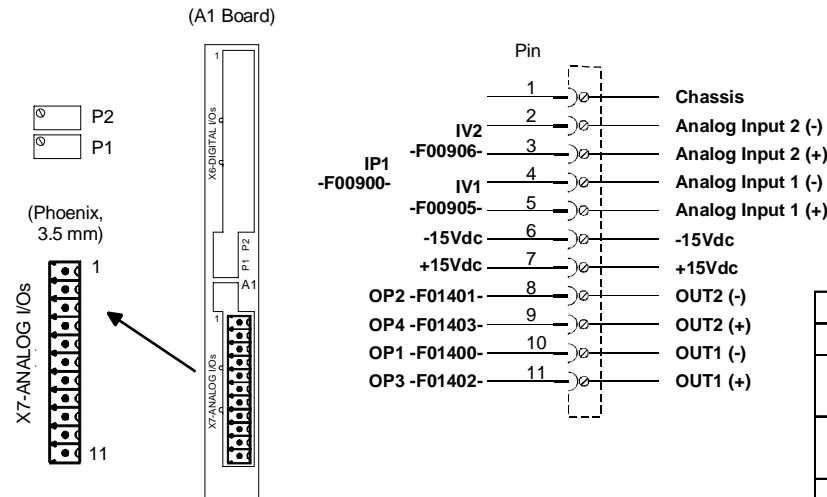 (A1 Board)
P2
P1
(Phoenix,
3.5 mm)
1
11
X7-ANALOG I/Os
1
X6-DIGITAL I/Os
P1 P2
A1
1
X7-ANALOG I/Os
Pin
1 Chassis
IV2 2 Analog Input 2 (-)
-F00906- 3 Analog Input 2 (+)
IP1
-F00900-
IV1 4 Analog Input 1 (-)
-F00905- 5 Analog Input 1 (+)
-15Vdc 6 -15Vdc
+15Vdc 7 +15Vdc
OP2 -F01401- 8 OUT2 (-)
OP4 -F01403- 9 OUT2 (+)
OP1 -F01400- 10 OUT1 (-)
OP3 -F01402- 11 OUT1 (+)